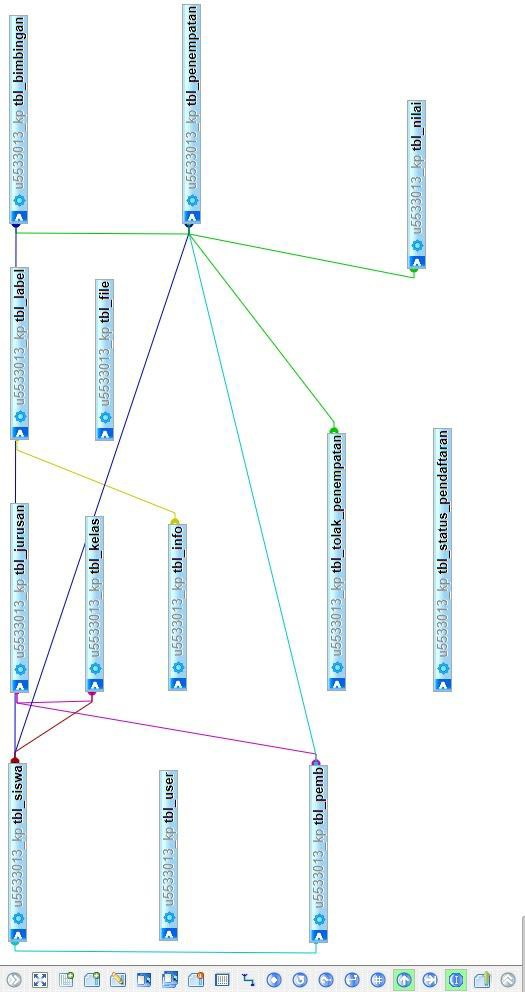 u5533013_kp tbl_siswa
u5533013_kp tbl_jurusan
u5533013_kp tbl_label
u5533013_kp tbl_bimbingan
u5533013_kp tbl_kelas
u5533013_kp tbl_file
u5533013_kp tbl_user
u5533013_kp tbl_info
u5533013_kp tbl_penempatan
u5533013_kp tbl_pemb
u5533013_kp tbl_tolak_penempatan
u5533013_kp tbl_nilai
u5533013_kp tbl_status_pendaftaran